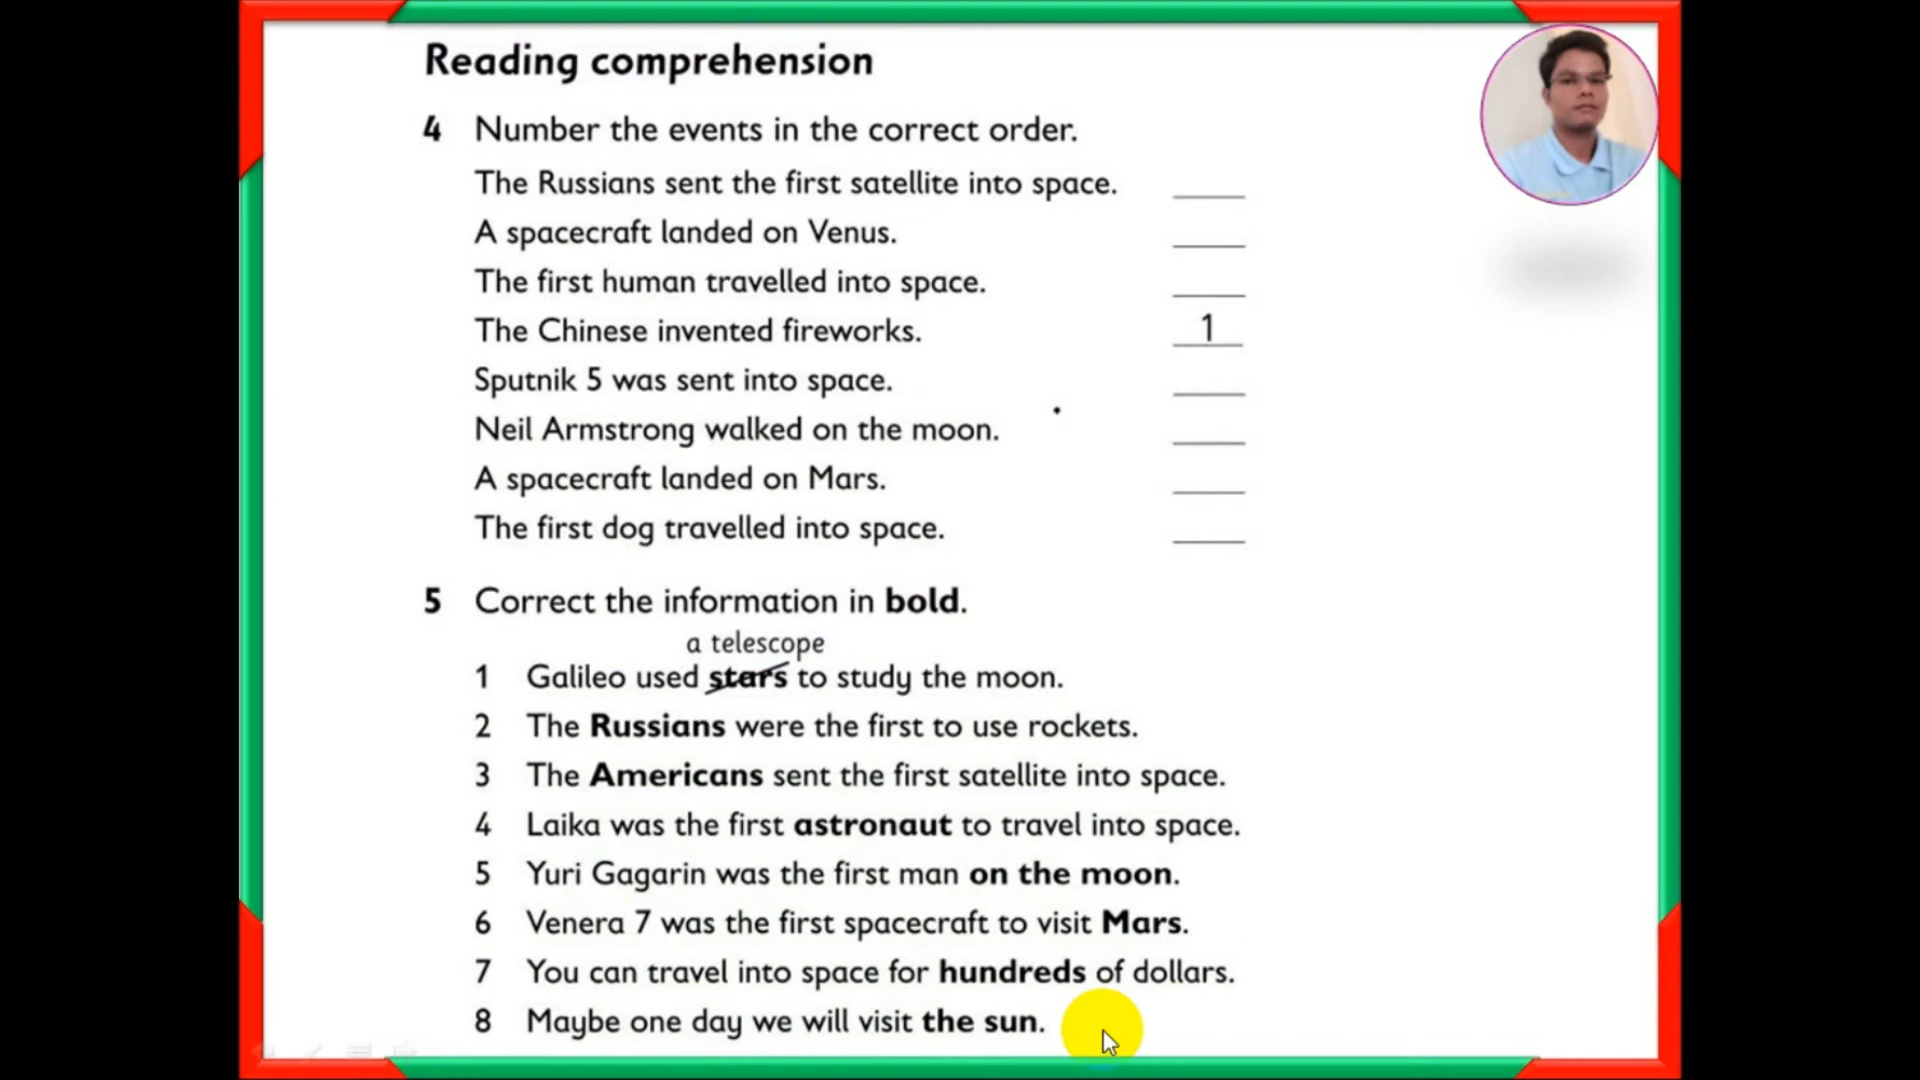 Reading comprehension
4 Number the events in the correct order.
The Russians sent the first satellite into space. ____
A spacecraft landed on Venus. ____
The first human travelled into space. ____
The Chinese invented fireworks. 1
Sputnik 5 was sent into space. ____
Neil Armstrong walked on the moon. ____
A spacecraft landed on Mars. ____
The first dog travelled into space. ____
5 Correct the information in bold.
a telescope
1 Galileo used stars to study the moon.
2 The Russians were the first to use rockets.
3 The Americans sent the first satellite into space.
4 Laika was the first astronaut to travel into space.
5 Yuri Gagarin was the first man on the moon.
6 Venera 7 was the first spacecraft to visit Mars.
7 You can travel into space for hundreds of dollars.
8 Maybe one day we will visit the sun.